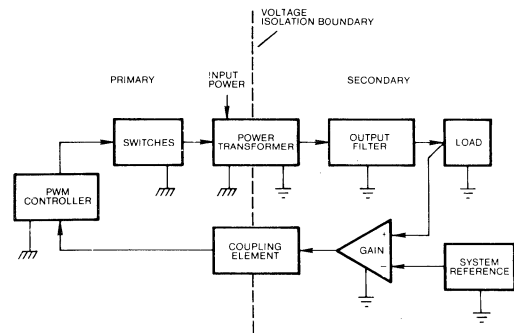 VOLTAGE
ISOLATION BOUNDARY
PRIMARY
INPUT
POWER
SECONDARY
SWITCHES
POWER
TRANSFORMER
OUTPUT
FILTER
LOAD
PWM
CONTROLLER
COUPLING
ELEMENT
+
GAIN
−
SYSTEM
REFERENCE